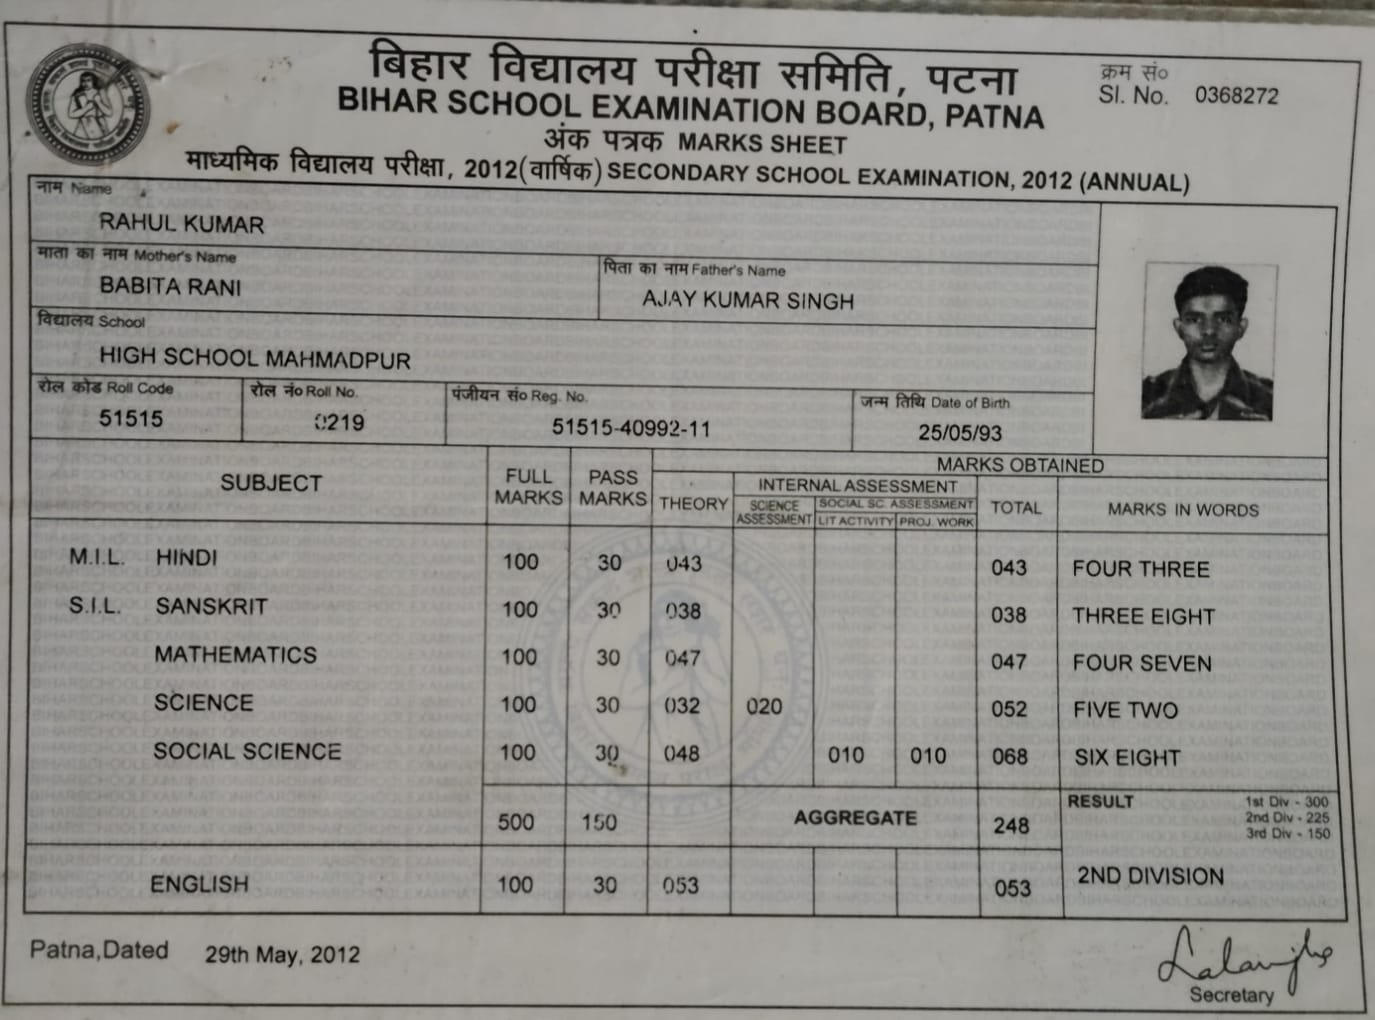 बिहार विद्यालय परीक्षा समिति, पटना
क्रम सं०
BIHAR SCHOOL EXAMINATION BOARD, PATNA
Sl. No. 0368272
अंक पत्रक MARKS SHEET
माध्यमिक विद्यालय परीक्षा, 2012(वार्षिक) SECONDARY SCHOOL EXAMINATION, 2012 (ANNUAL)
नाम Name
RAHUL KUMAR
माता का नाम Mother's Name
BABITA RANI
पिता का नाम Father's Name
AJAY KUMAR SINGH
विद्यालय School
HIGH SCHOOL MAHMADPUR
रोल कोड Roll Code
51515
रोल नं० Roll No.
0219
पंजीयन सं० Reg. No.
51515-40992-11
जन्म तिथि Date of Birth
25/05/93
SUBJECT
FULL MARKS
PASS MARKS
MARKS OBTAINED
THEORY
INTERNAL ASSESSMENT
SCIENCE ASSESSMENT
SOCIAL SC. ASSESSMENT
LIT ACTIVITY PROJ. WORK
TOTAL
MARKS IN WORDS
M.I.L. HINDI 100 30 043 043 FOUR THREE
S.I.L. SANSKRIT 100 30 038 038 THREE EIGHT
MATHEMATICS 100 30 047 047 FOUR SEVEN
SCIENCE 100 30 032 020 052 FIVE TWO
SOCIAL SCIENCE 100 30 048 010 010 068 SIX EIGHT
500 150 AGGREGATE 248
RESULT
1st Div - 300
2nd Div - 225
3rd Div - 150
ENGLISH 100 30 053 053
2ND DIVISION
Patna,Dated 29th May, 2012
Secretary